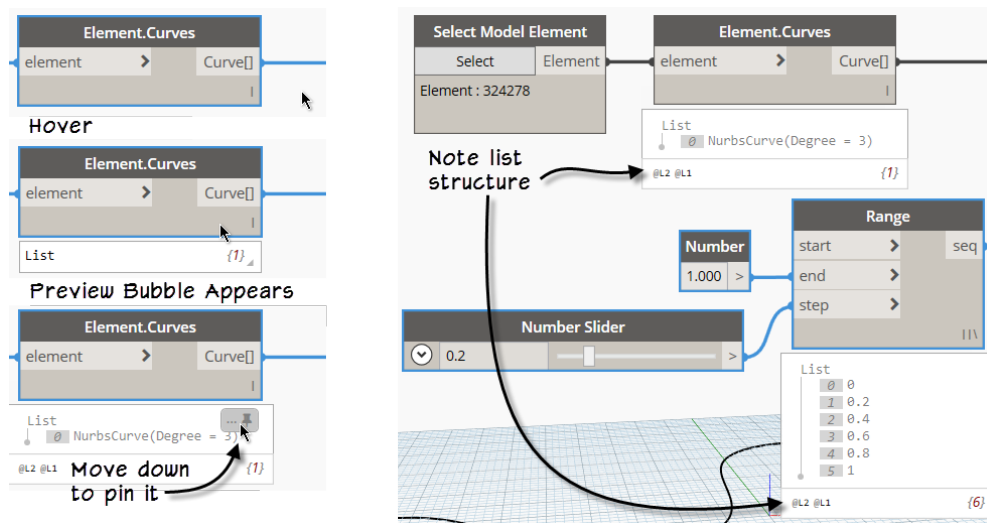 Element.Curves
element > Curve[]
I
Hover
Element.Curves
element > Curve[]
I
List {1}
Preview Bubble Appears
Element.Curves
element > Curve[]
I
List ...
0 NurbsCurve(Degree = 3)
@L2 @L1 {1}
Move down
to pin it
Select Model Element
Select Element
Element : 324278
Element.Curves
element > Curve[]
I
List
0 NurbsCurve(Degree = 3)
@L2 @L1 {1}
Note list
structure
Number
1.000 >
Number Slider
0.2 >
Range
start > seq
end >
step >
II\
List
0 0
1 0.2
2 0.4
3 0.6
4 0.8
5 1
@L2 @L1 {6}